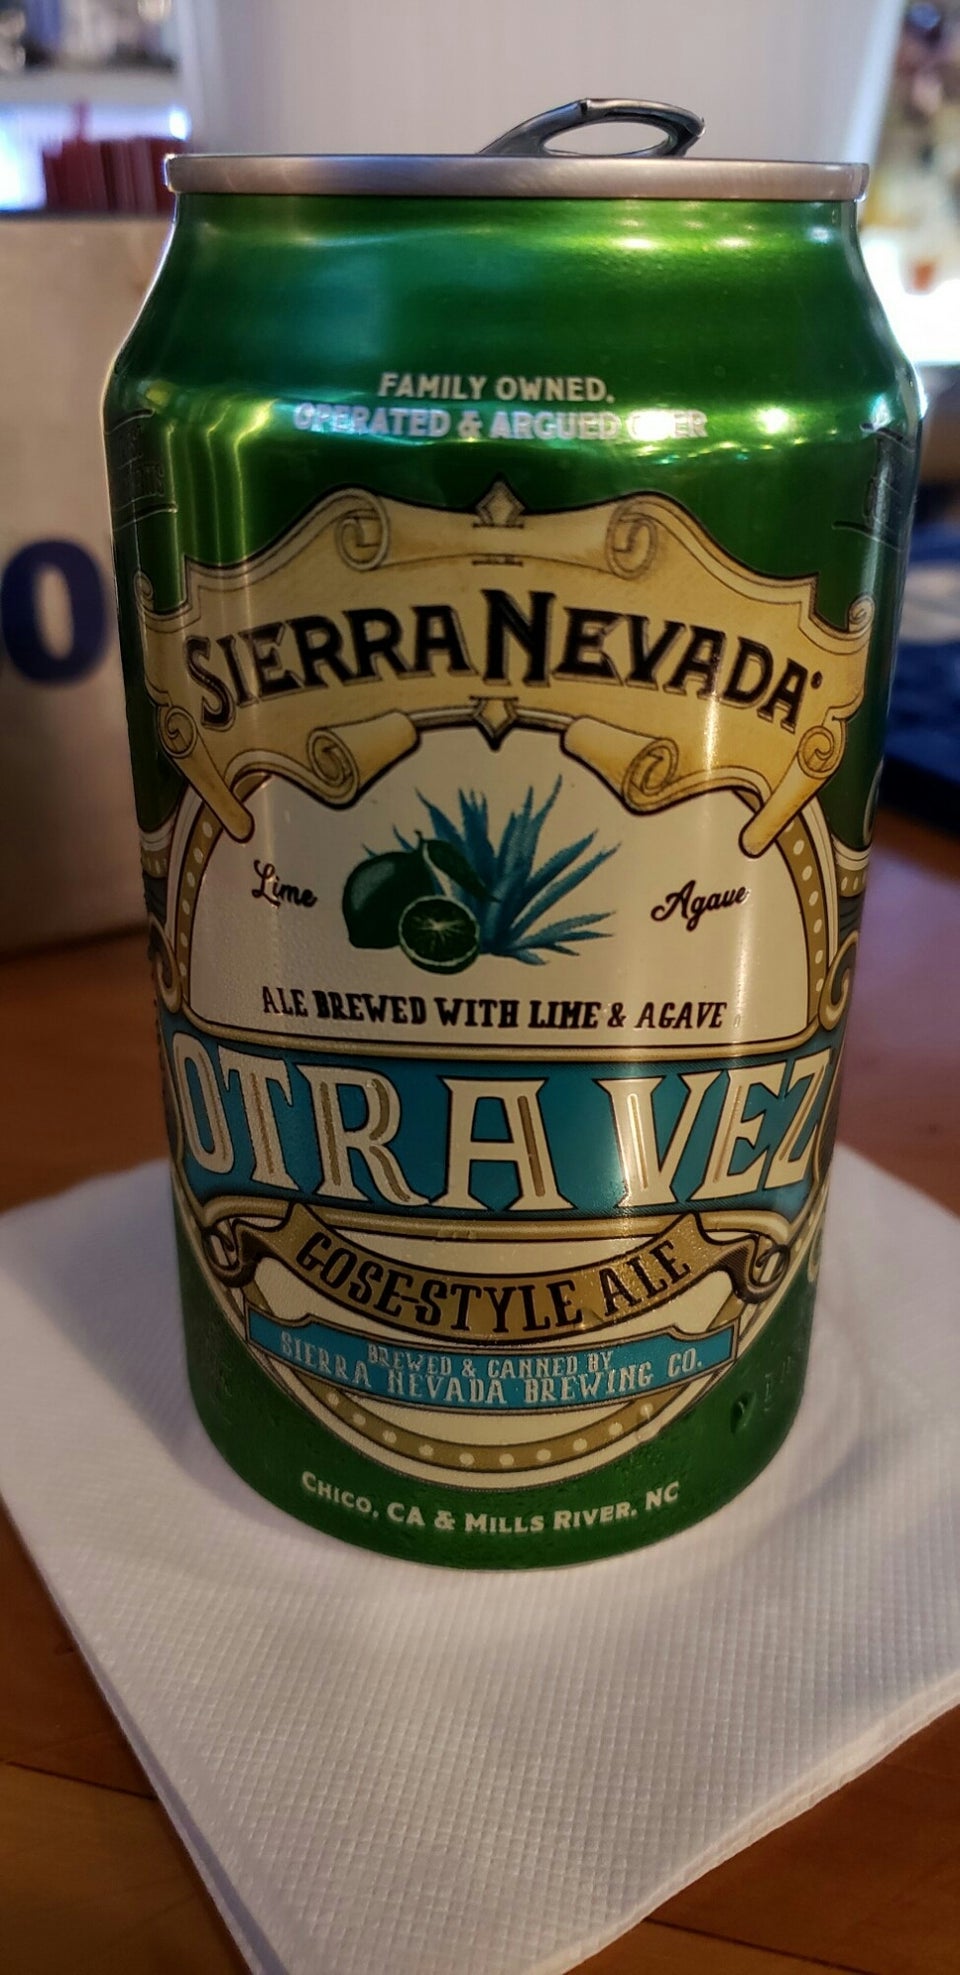 FAMILY OWNED,
OPERATED & ARGUED OVER
SIERRA NEVADA®
Lime
Agave
ALE BREWED WITH LIME & AGAVE
OTRA VEZ
GOSE-STYLE ALE
BREWED & CANNED BY
SIERRA NEVADA BREWING CO.
CHICO, CA & MILLS RIVER, NC